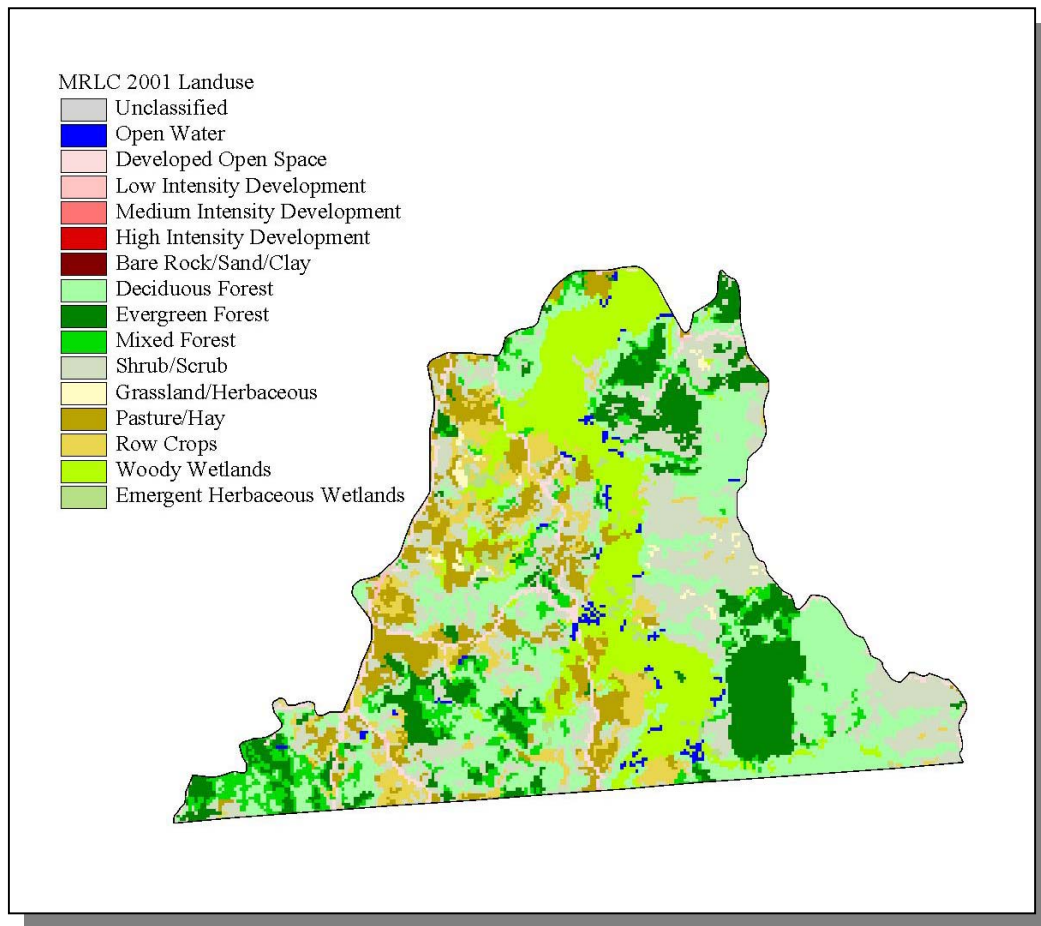 MRLC 2001 Landuse
Unclassified
Open Water
Developed Open Space
Low Intensity Development
Medium Intensity Development
High Intensity Development
Bare Rock/Sand/Clay
Deciduous Forest
Evergreen Forest
Mixed Forest
Shrub/Scrub
Grassland/Herbaceous
Pasture/Hay
Row Crops
Woody Wetlands
Emergent Herbaceous Wetlands